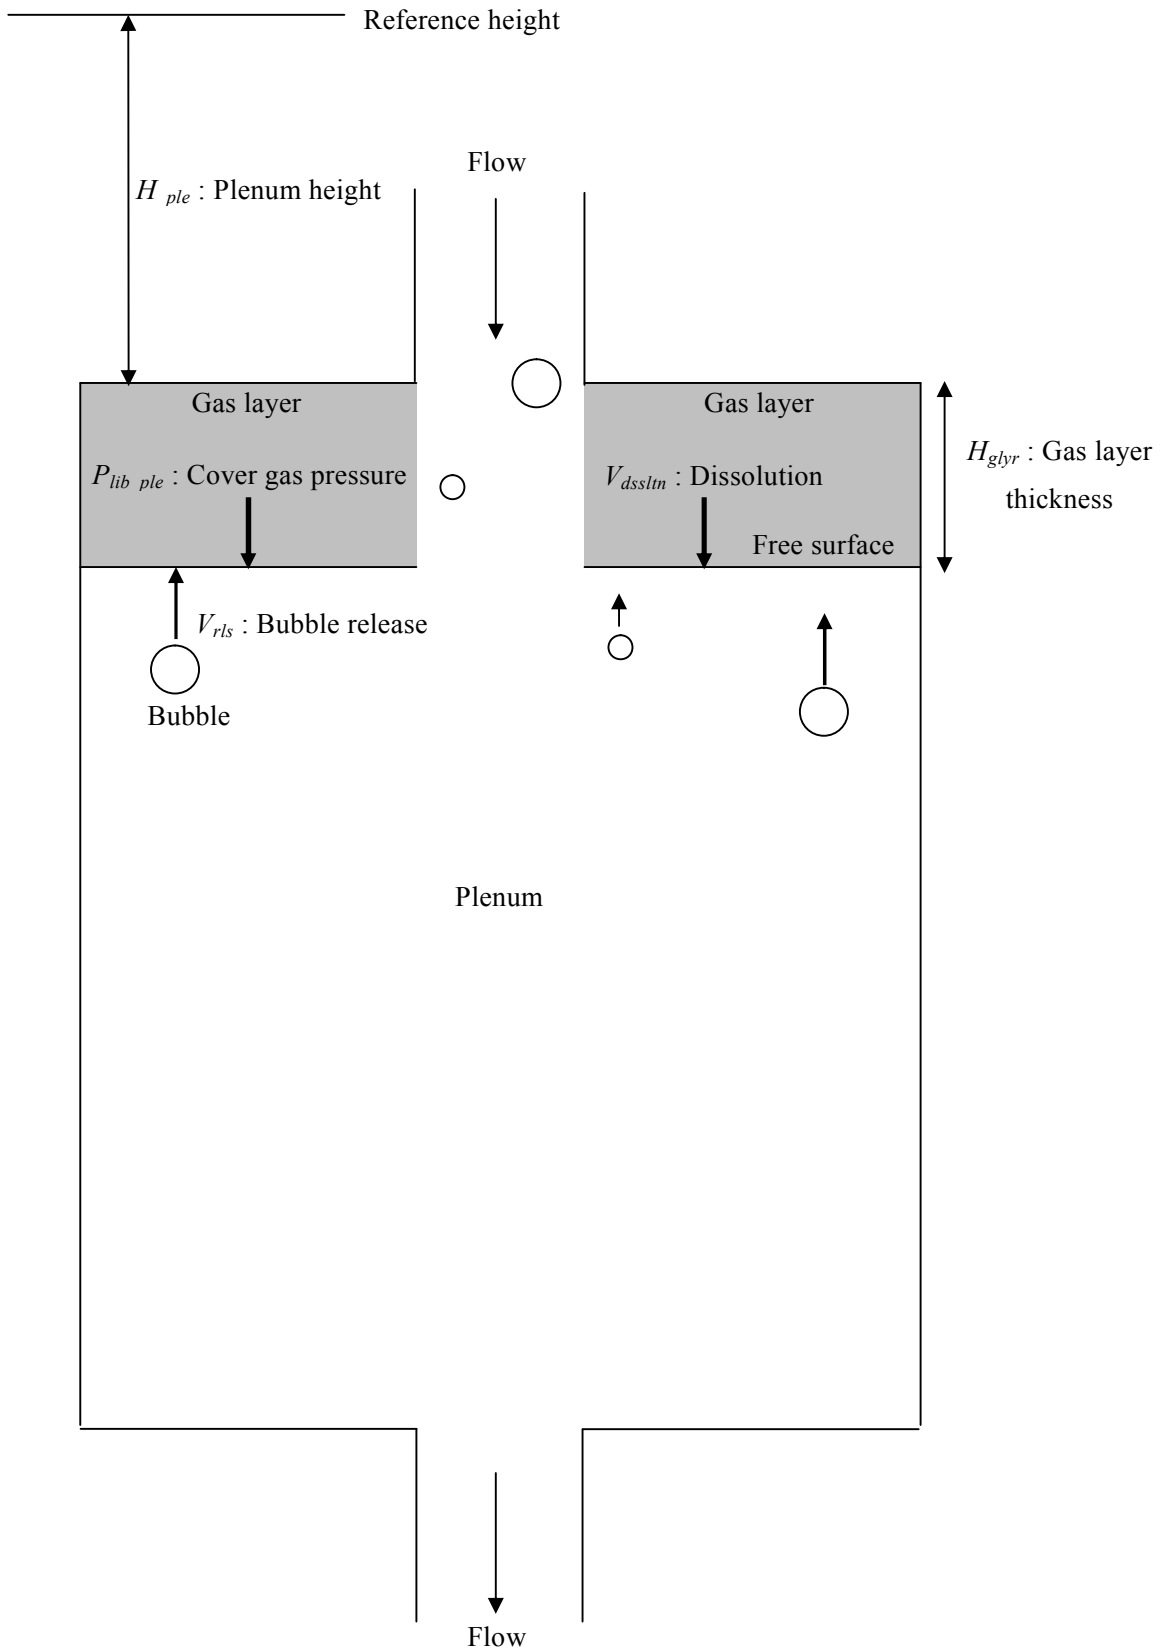 Reference height
Flow
H ple : Plenum height
Gas layer
Gas layer
P lib ple : Cover gas pressure
V dssltn : Dissolution
H glyr : Gas layer
thickness
Free surface
V rls : Bubble release
Bubble
Plenum
Flow